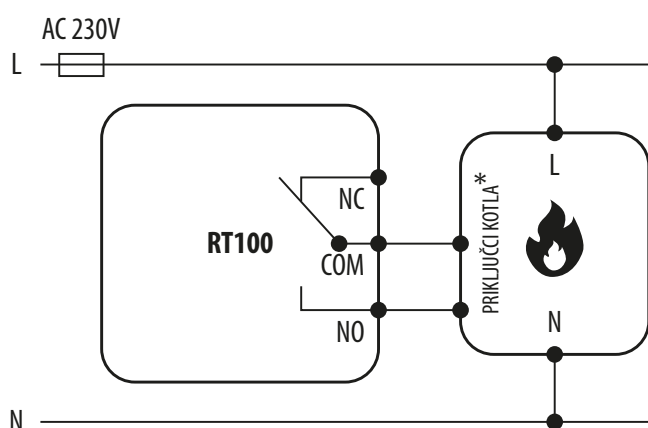 AC 230V
L
NC
RT100
COM
NO
PRIKLJUČCI KOTLA*
L
N
N